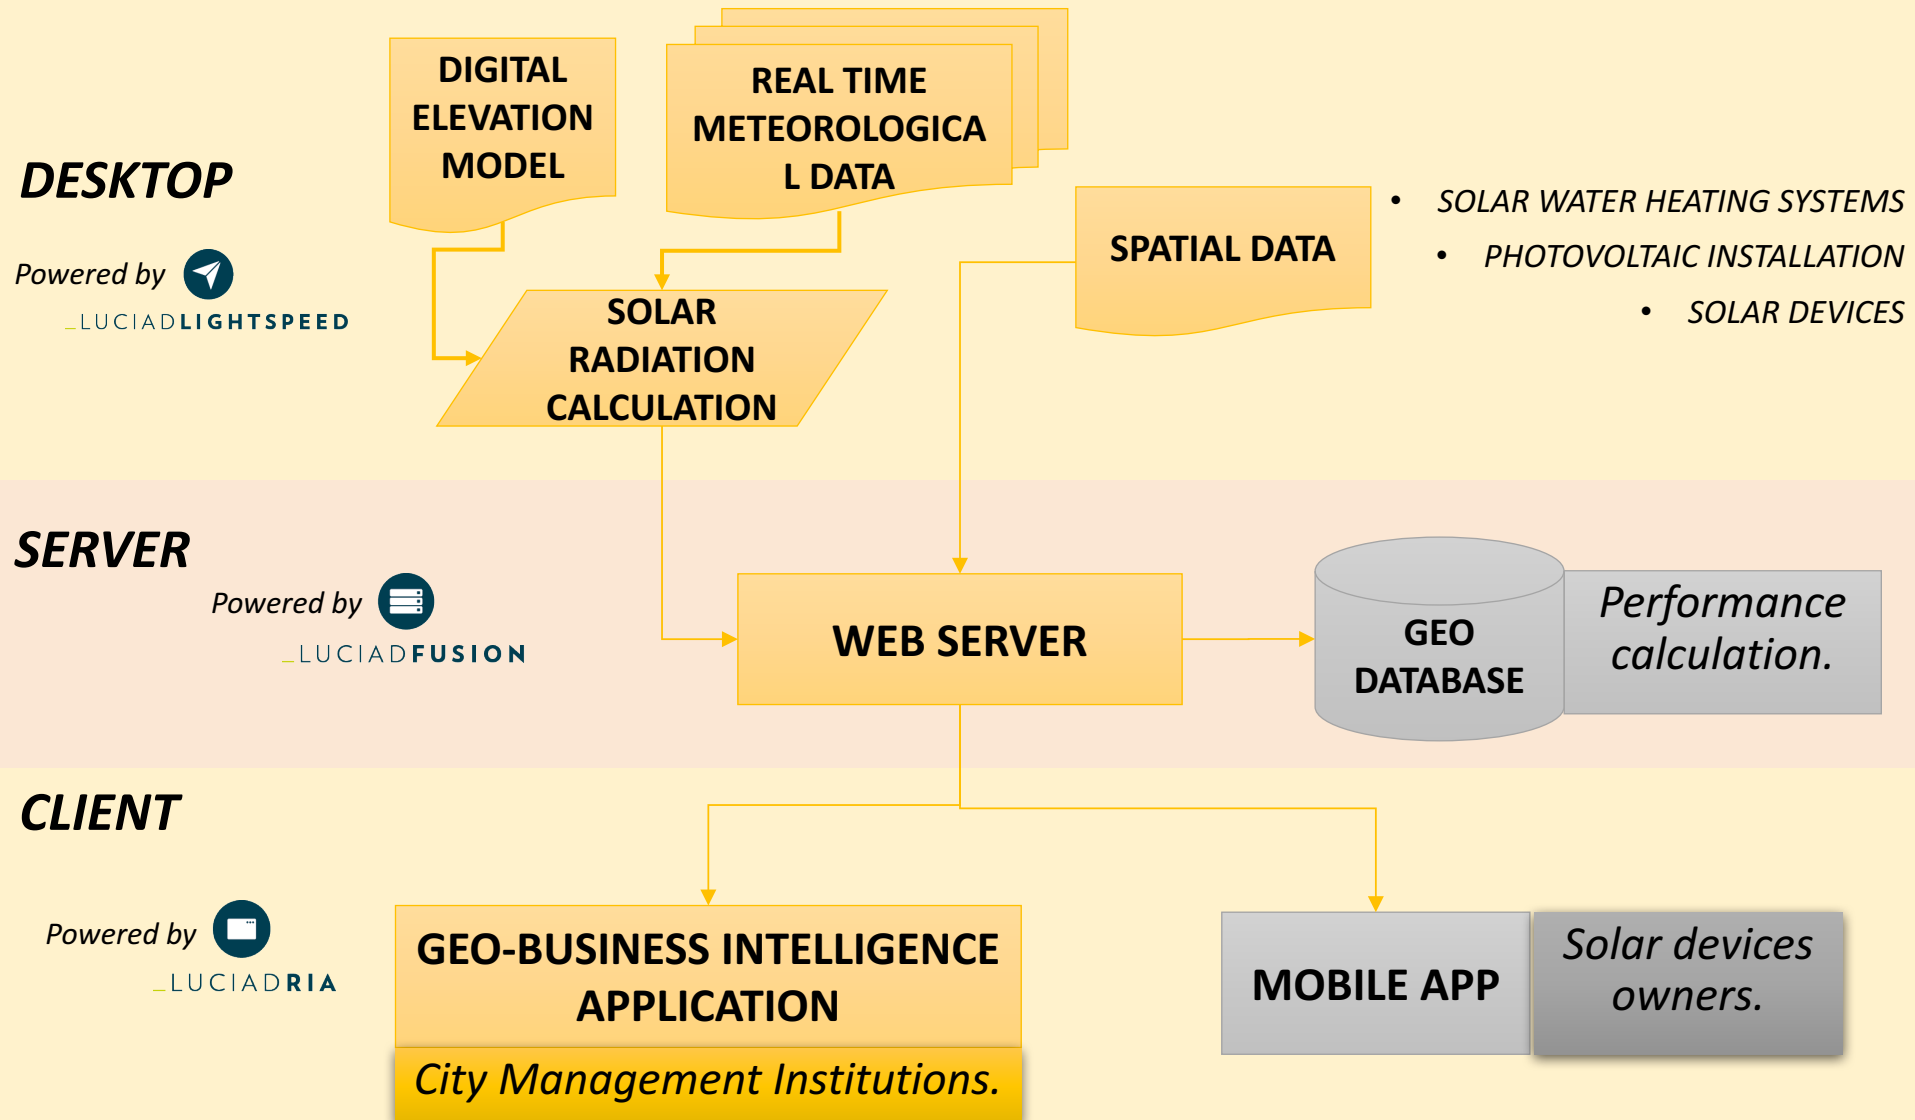 DIGITAL
ELEVATION
MODEL
REAL TIME
METEOROLOGICA
L DATA
DESKTOP
Powered by
_LUCIADLIGHTSPEED
SPATIAL DATA
• SOLAR WATER HEATING SYSTEMS
• PHOTOVOLTAIC INSTALLATION
• SOLAR DEVICES
SOLAR
RADIATION
CALCULATION
SERVER
Powered by
_LUCIADFUSION
WEB SERVER
GEO
DATABASE
Performance
calculation.
CLIENT
Powered by
_LUCIADRIA
GEO-BUSINESS INTELLIGENCE
APPLICATION
City Management Institutions.
MOBILE APP
Solar devices
owners.